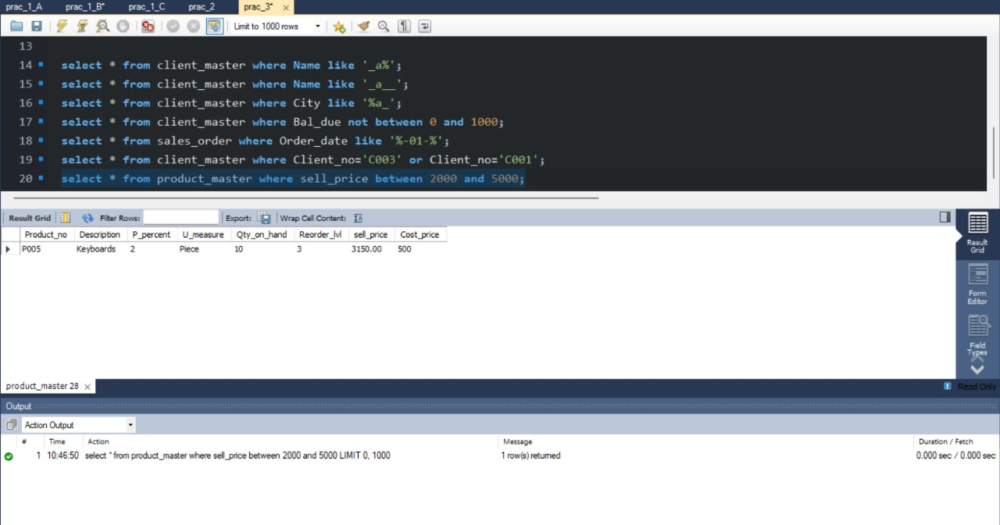 prac_1_A prac_1_B* prac_1_C prac_2 prac_3*
Limit to 1000 rows
13
14 select * from client_master where Name like '_a%';
15 select * from client_master where Name like '_a__';
16 select * from client_master where City like '%a_';
17 select * from client_master where Bal_due not between 0 and 1000;
18 select * from sales_order where Order_date like '%-01-%';
19 select * from client_master where Client_no='C003' or Client_no='C001';
20 select * from product_master where sell_price between 2000 and 5000;
Result Grid Filter Rows: Export: Wrap Cell Content:
Product_no Description P_percent U_measure Qty_on_hand Reorder_lvl sell_price Cost_price
P005 Keyboards 2 Piece 10 3 3150.00 500
Result
Grid
Form
Editor
Field
Types
product_master 28
Read Only
Output
Action Output
# Time Action Message Duration / Fetch
1 10:46:50 select * from product_master where sell_price between 2000 and 5000 LIMIT 0, 1000 1 row(s) returned 0.000 sec / 0.000 sec